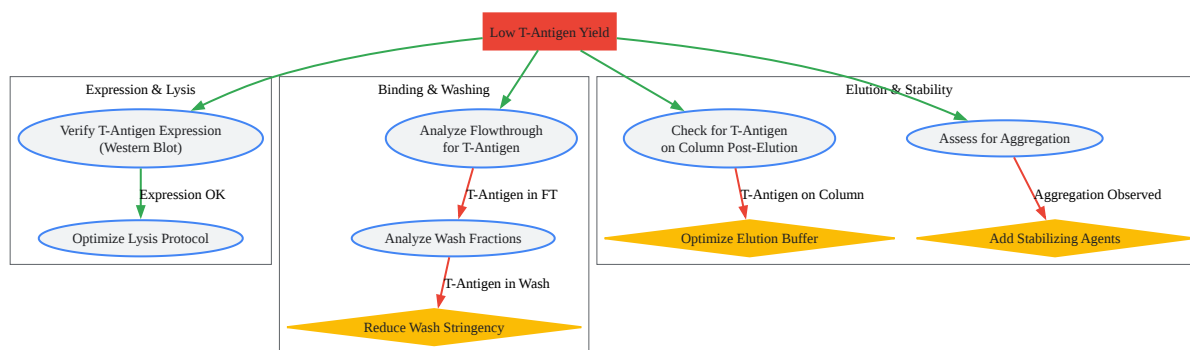 Low T-Antigen Yield
Expression & Lysis
Binding & Washing
Elution & Stability
Verify T-Antigen Expression
(Western Blot)
Analyze Flowthrough
for T-Antigen
Check for T-Antigen
on Column Post-Elution
Assess for Aggregation
Expression OK
T-Antigen in FT
T-Antigen on Column
Aggregation Observed
Optimize Lysis Protocol
Analyze Wash Fractions
Optimize Elution Buffer
Add Stabilizing Agents
T-Antigen in Wash
Reduce Wash Stringency